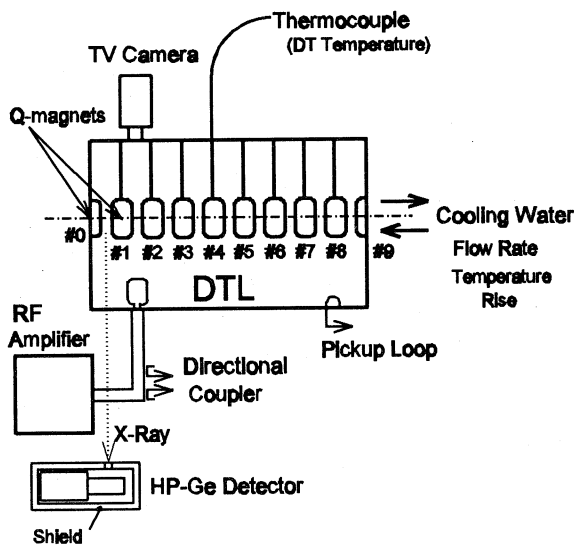 Thermocouple
(DT Temperature)
TV Camera
Q-magnets
#0 #1 #2 #3 #4 #5 #6 #7 #8 #9
Cooling Water
Flow Rate
Temperature
Rise
DTL
RF
Amplifier
Pickup Loop
Directional
Coupler
X-Ray
HP-Ge Detector
Shield